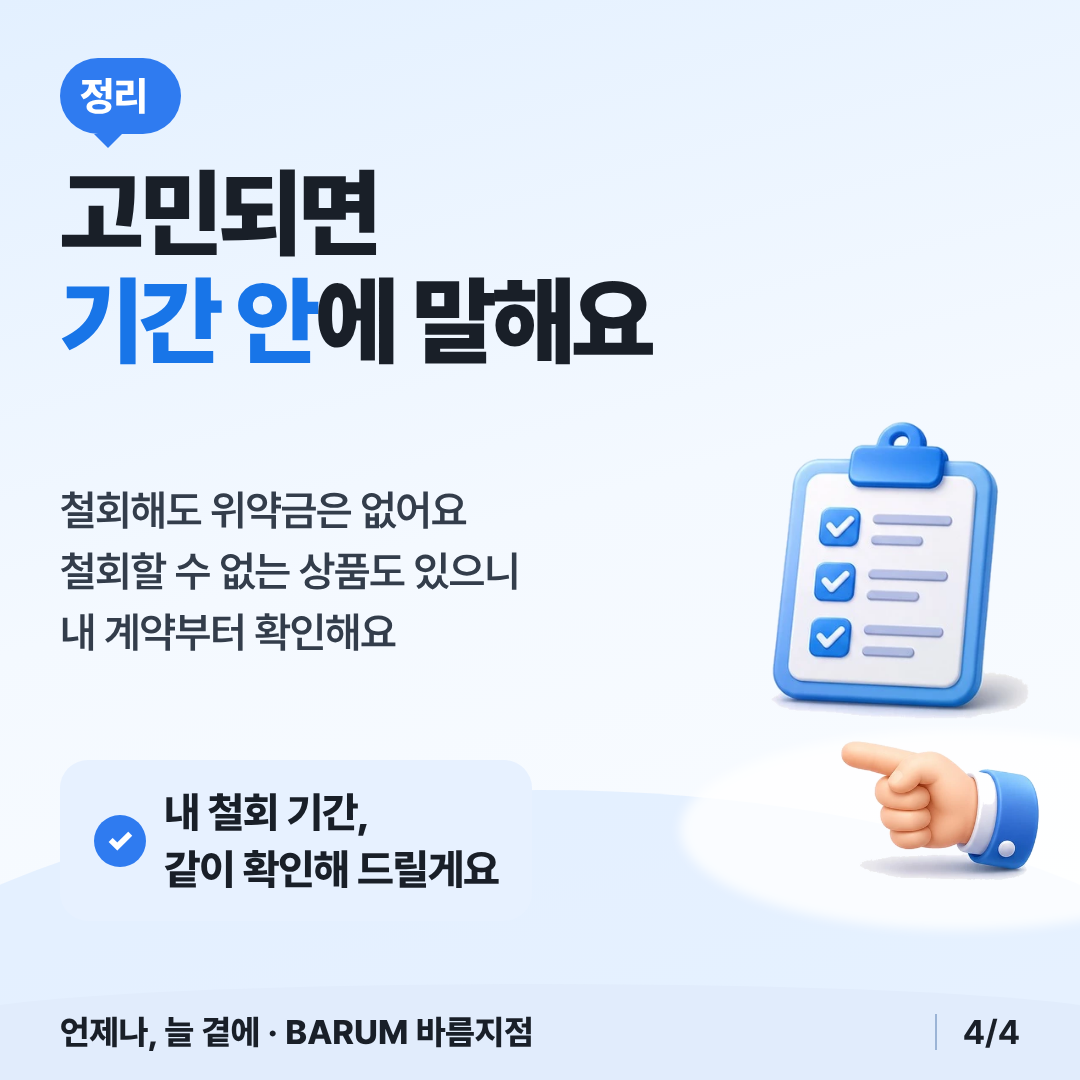 정리
고민되면
기간 안에 말해요
철회해도 위약금은 없어요
철회할 수 없는 상품도 있으니
내 계약부터 확인해요
내 철회 기간,
같이 확인해 드릴게요
언제나, 늘 곁에 · BARUM 바름지점
4/4